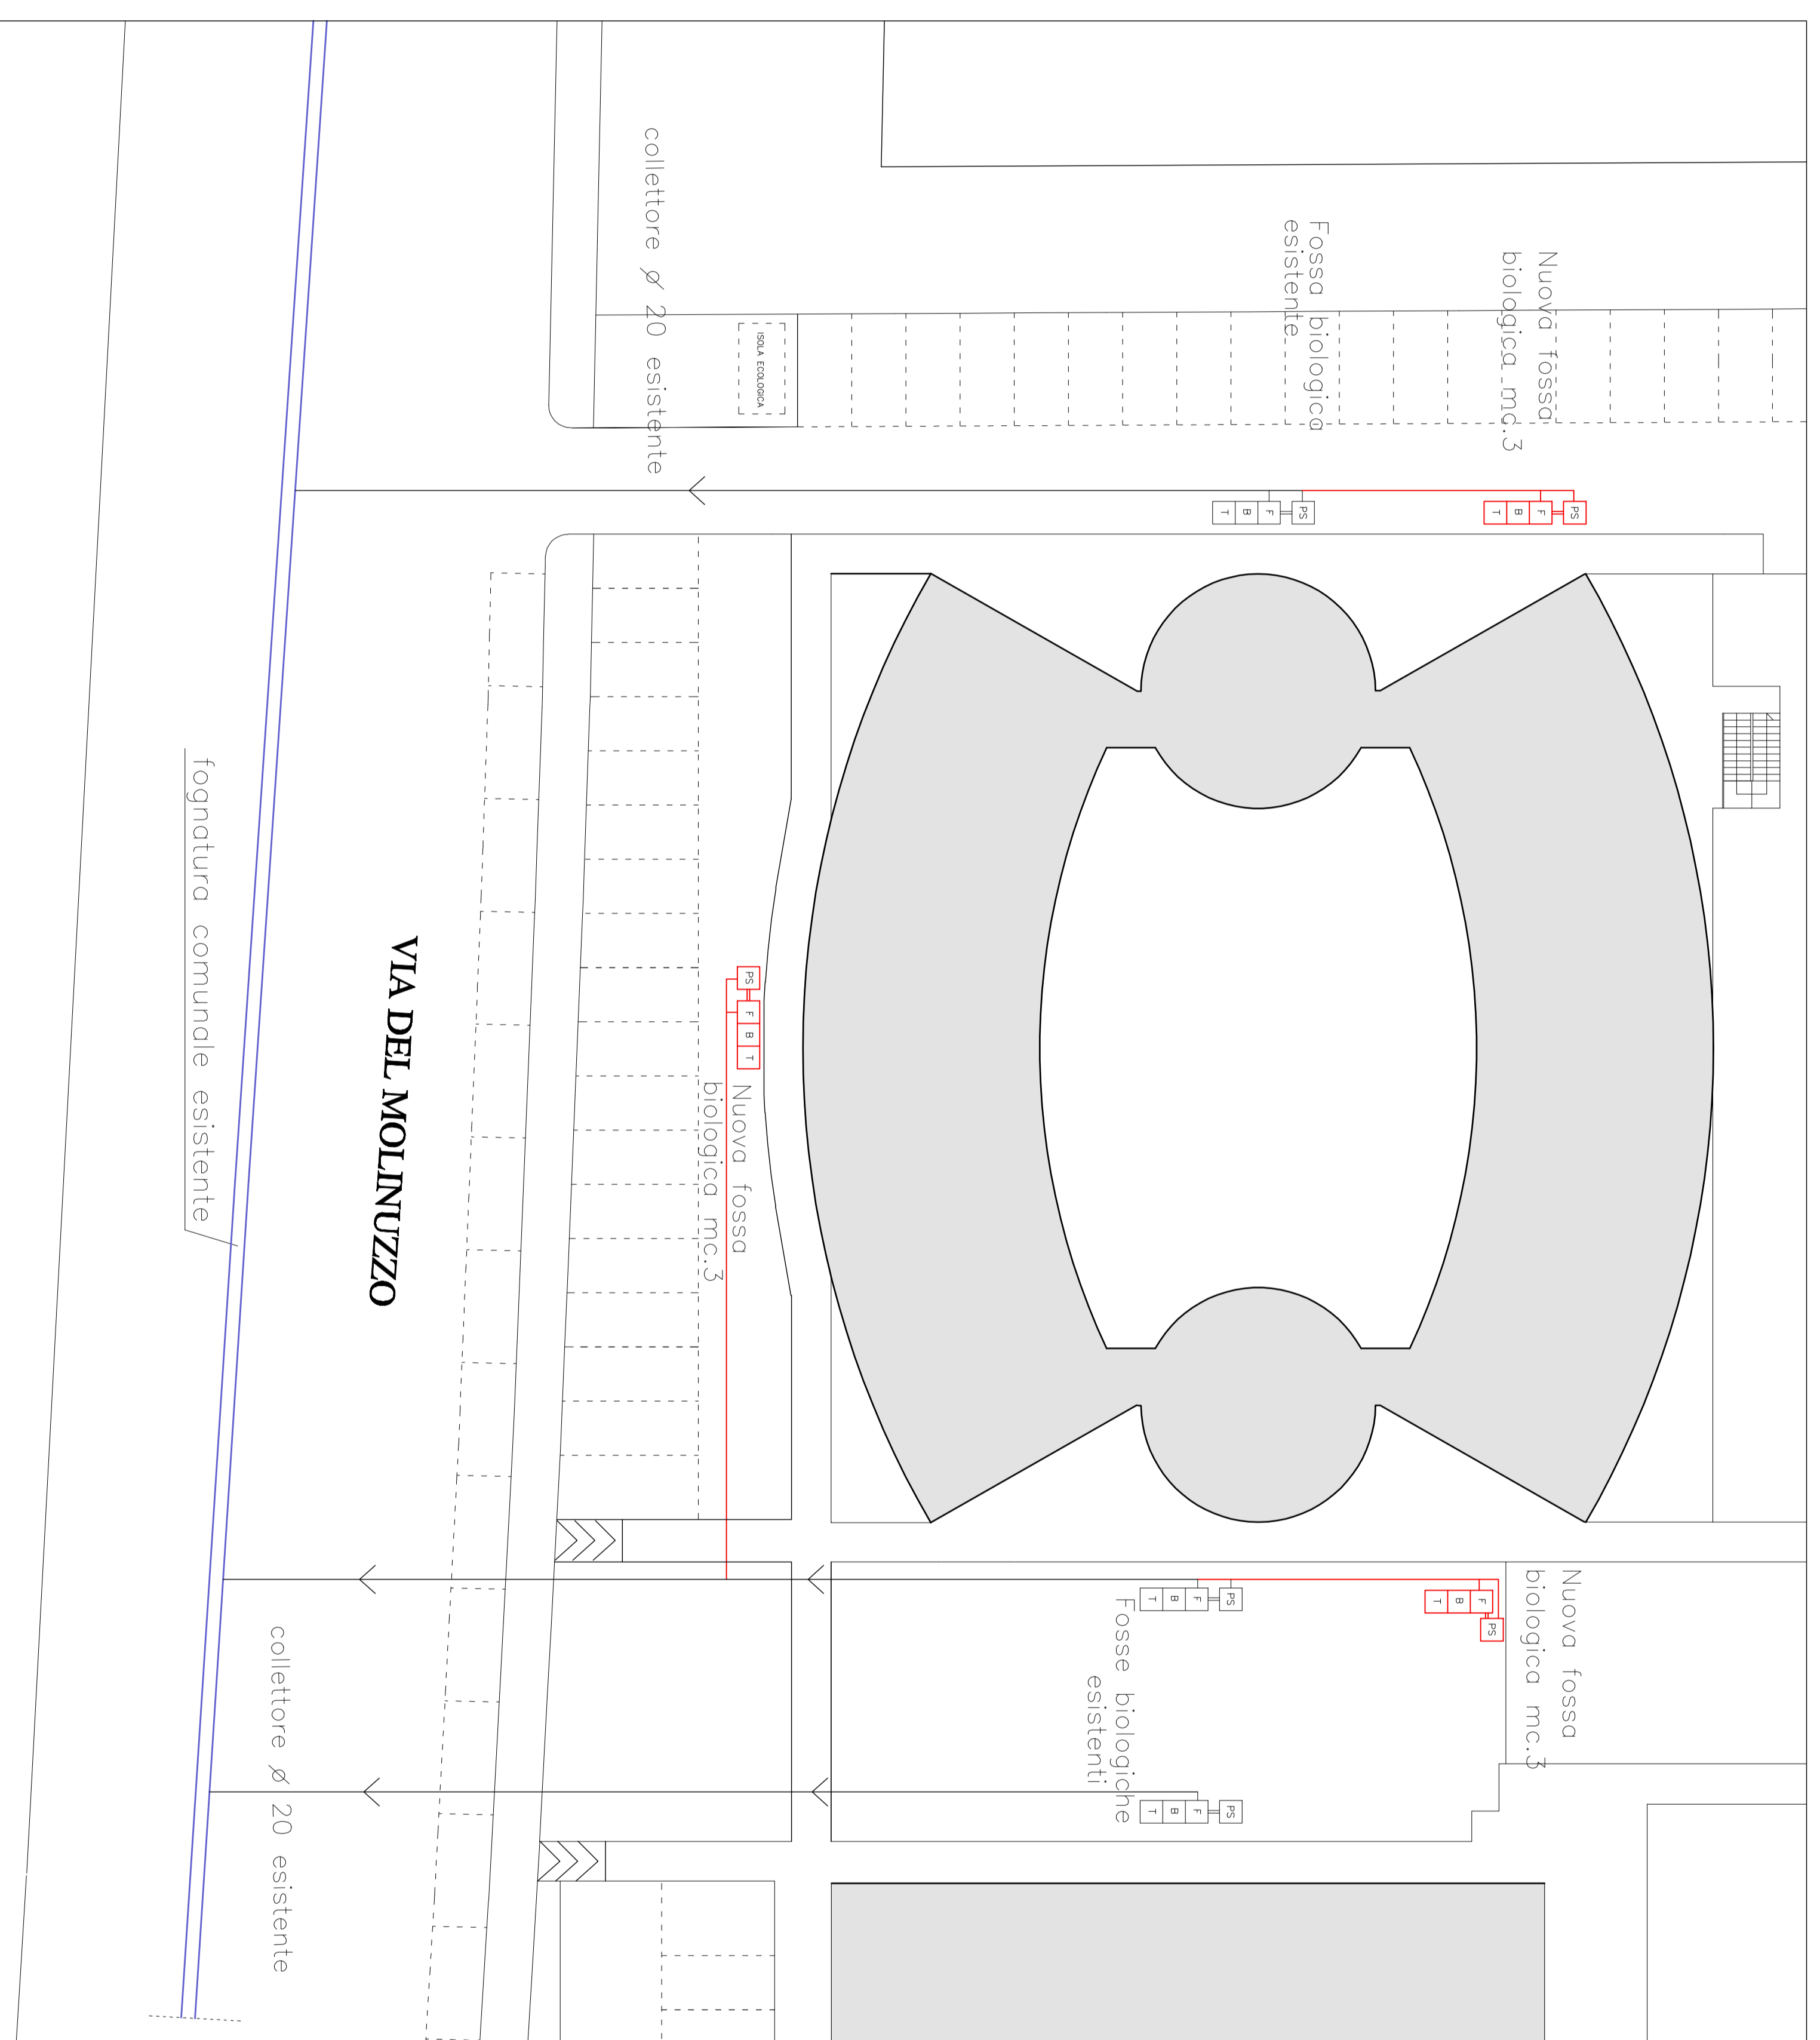 Nuova fossa
biologica mc.3
Fossa biologica
esistente
collettore ø 20 esistente
ISOLA ECOLOGICA
PS
F
B
T
PS
F
B
T
fognatura comunale esistente
VIA DEL MOLINUZZO
PS
F
B
T
Nuova fossa
biologica mc.3
Nuova fossa
biologica mc.3
PS
F
B
T
PS
F
B
T
Fosse biologiche
esistenti
PS
F
B
T
collettore ø 20 esistente